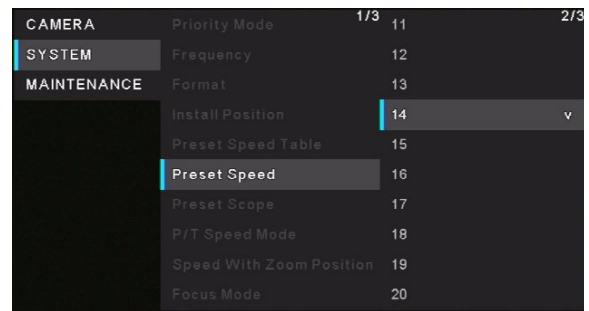 CAMERA
SYSTEM
MAINTENANCE
1/3
Priority Mode
Frequency
Format
Install Position
Preset Speed Table
Preset Speed
Preset Scope
P/T Speed Mode
Speed With Zoom Position
Focus Mode
2/3
11
12
13
14 v
15
16
17
18
19
20